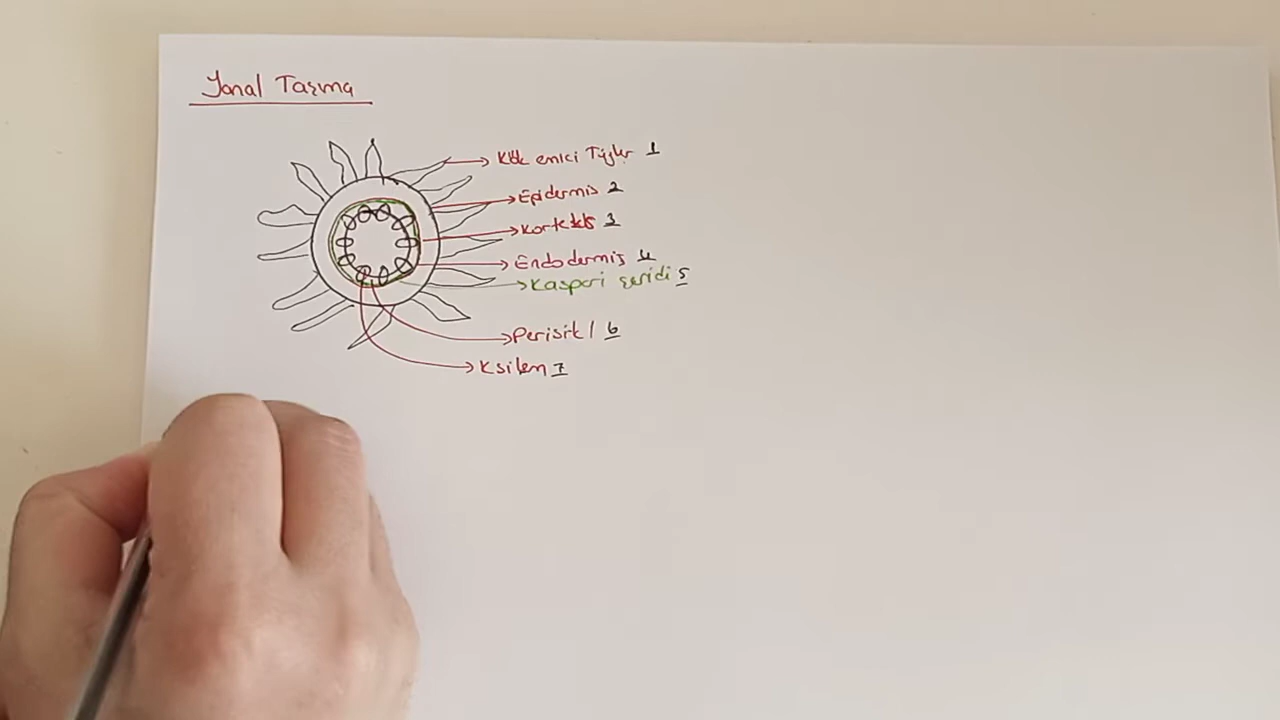 Yanal Taşıma
Kök emici Tüyler 1
Epidermis 2
Korteks 3
Endodermis 4
Kaspari şeridi 5
Perisikl 6
Ksilem 7